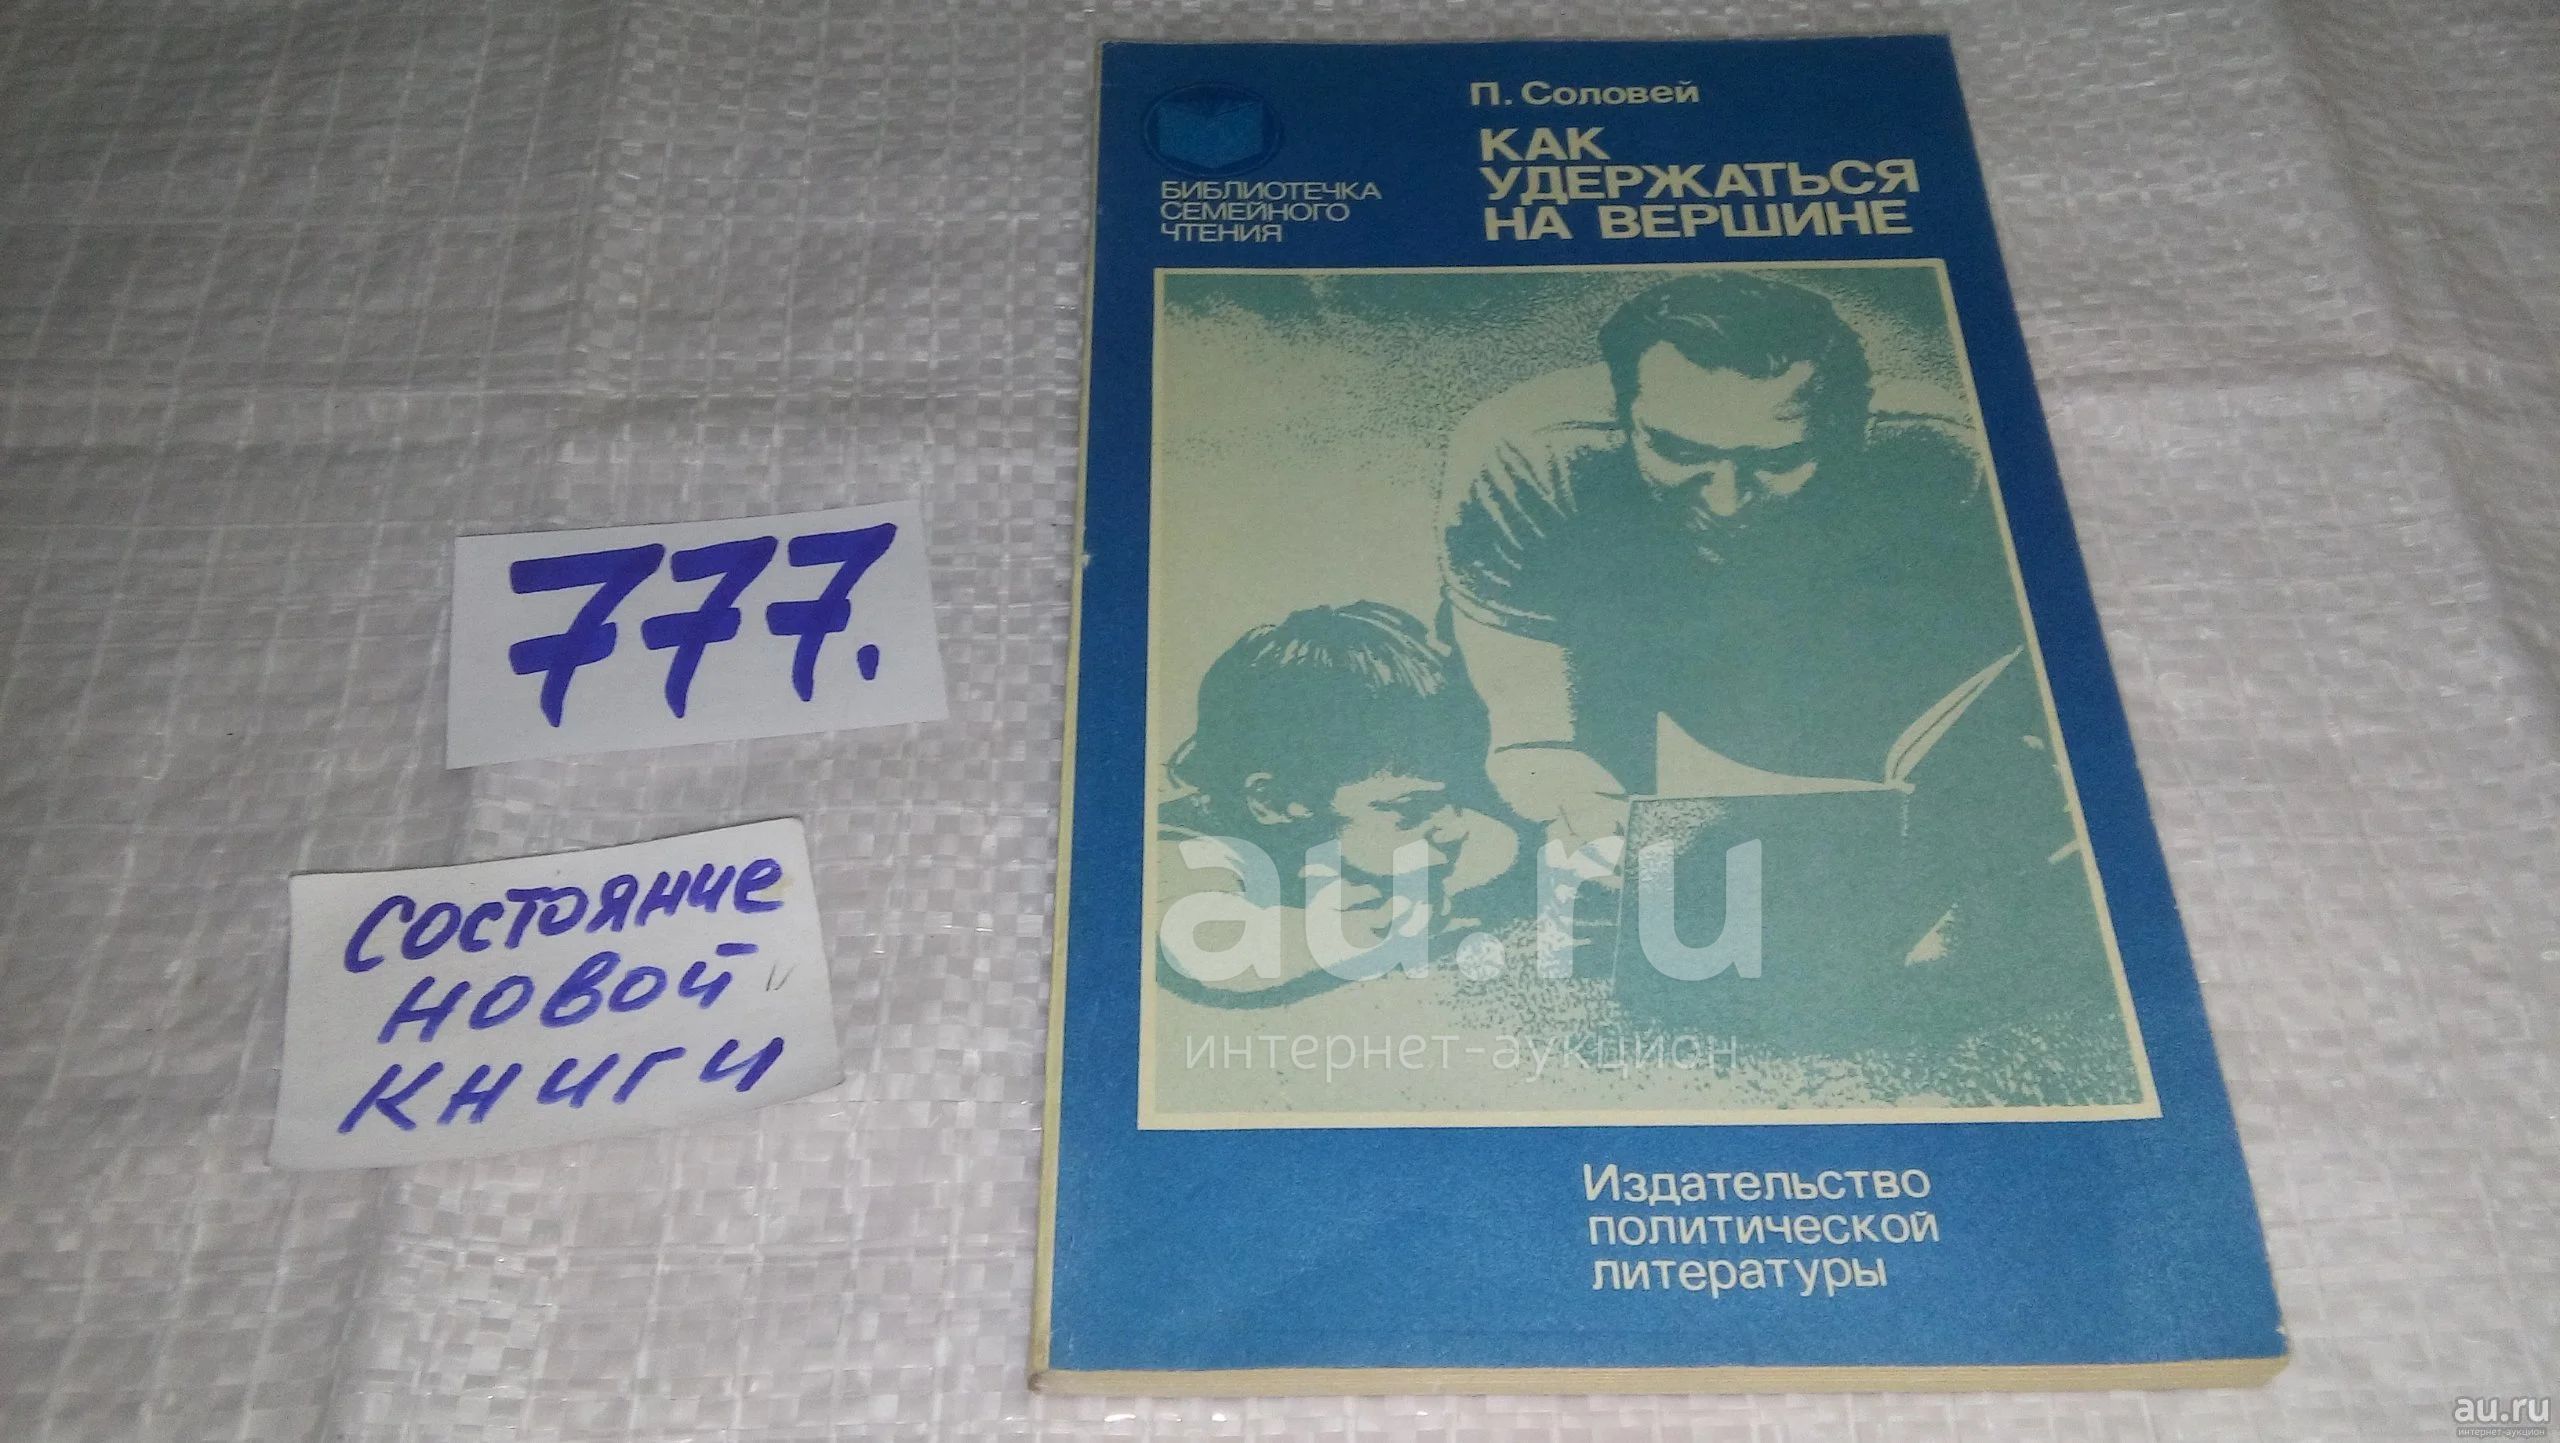 П. Соловей
КАК
УДЕРЖАТЬСЯ
НА ВЕРШИНЕ
БИБЛИОТЕЧКА
СЕМЕЙНОГО
ЧТЕНИЯ
777.
Состояние
новой
книги
au.ru
интернет-аукцион
Издательство
политической
литературы
au.ru
интернет-аукцион